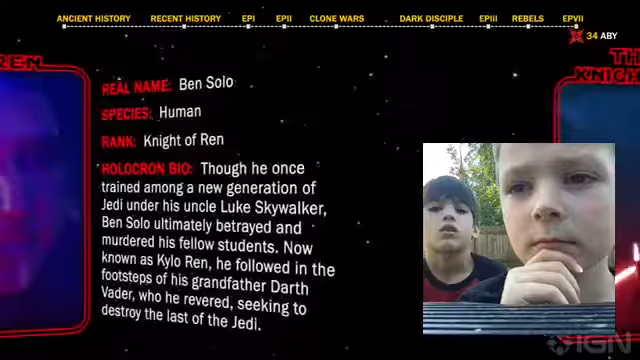 ANCIENT HISTORY RECENT HISTORY EPI EPII CLONE WARS DARK DISCIPLE EPIII REBELS EPVII
34 ABY
REN
REAL NAME: Ben Solo
SPECIES: Human
RANK: Knight of Ren
HOLOCRON BIO: Though he once
trained among a new generation of
Jedi under his uncle Luke Skywalker,
Ben Solo ultimately betrayed and
murdered his fellow students. Now
known as Kylo Ren, he followed in the
footsteps of his grandfather Darth
Vader, who he revered, seeking to
destroy the last of the Jedi.
TH
KNIGH
IGN